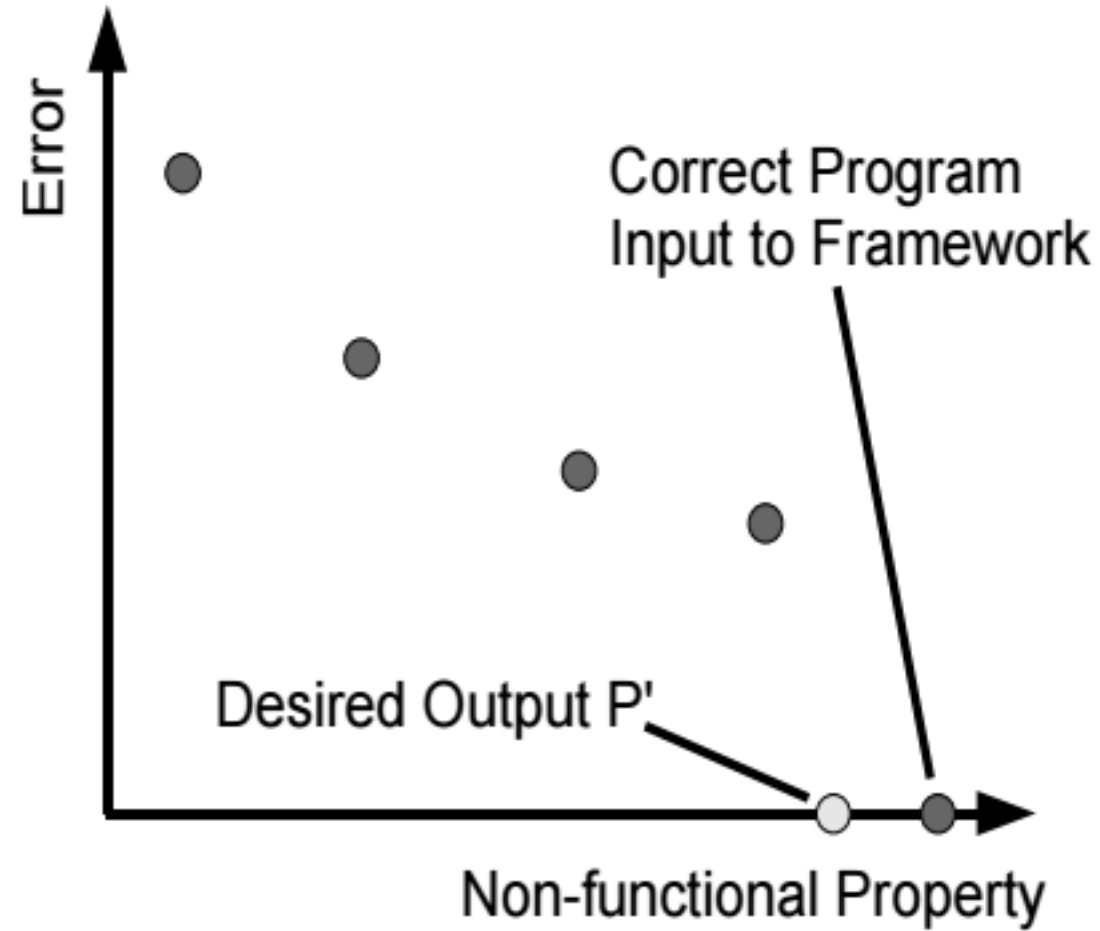 Error
Correct Program
Input to Framework
Desired Output P'
Non-functional Property